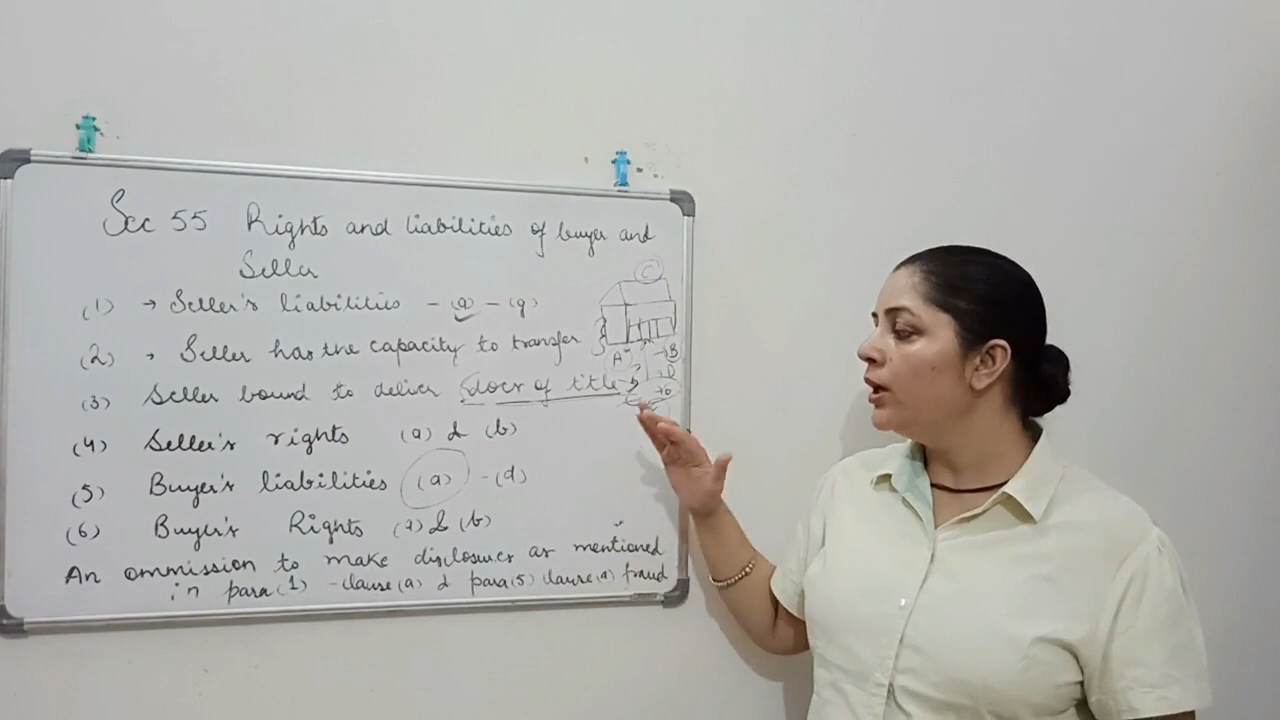 Sec 55 Rights and liabilities of buyer and
Seller
(1) → Seller's liabilities - (a) - (g)
(2) → Seller has the capacity to transfer
(3) Seller bound to deliver docs of title
(4) Seller's rights (a) & (b)
(5) Buyer's liabilities (a) - (d)
(6) Buyer's Rights (a) & (b)
An ommission to make disclosures as mentioned
in para (1) - clause (a) & para (5) clause (a) fraud
C
A
B